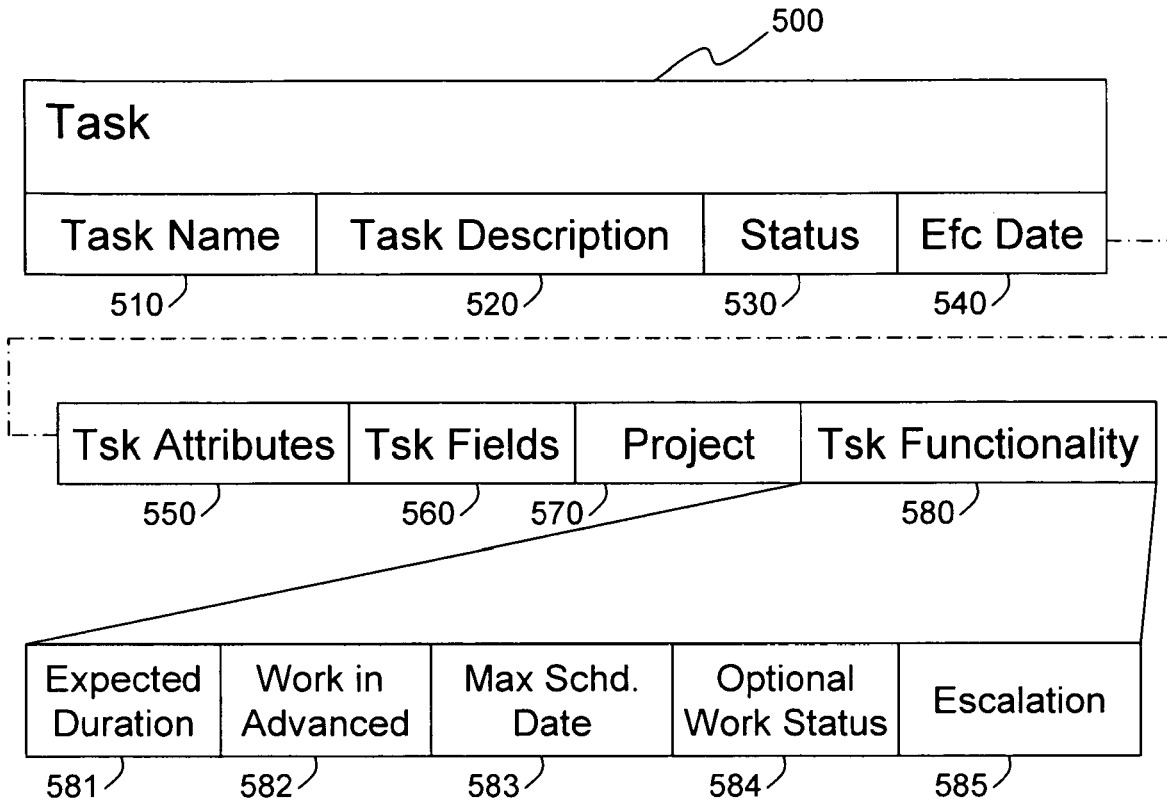 500
Task
Task Name Task Description Status Efc Date
510 520 530 540
Tsk Attributes Tsk Fields Project Tsk Functionality
550 560 570 580
Expected Duration
Work in Advanced
Max Schd. Date
Optional Work Status
Escalation
581 582 583 584 585